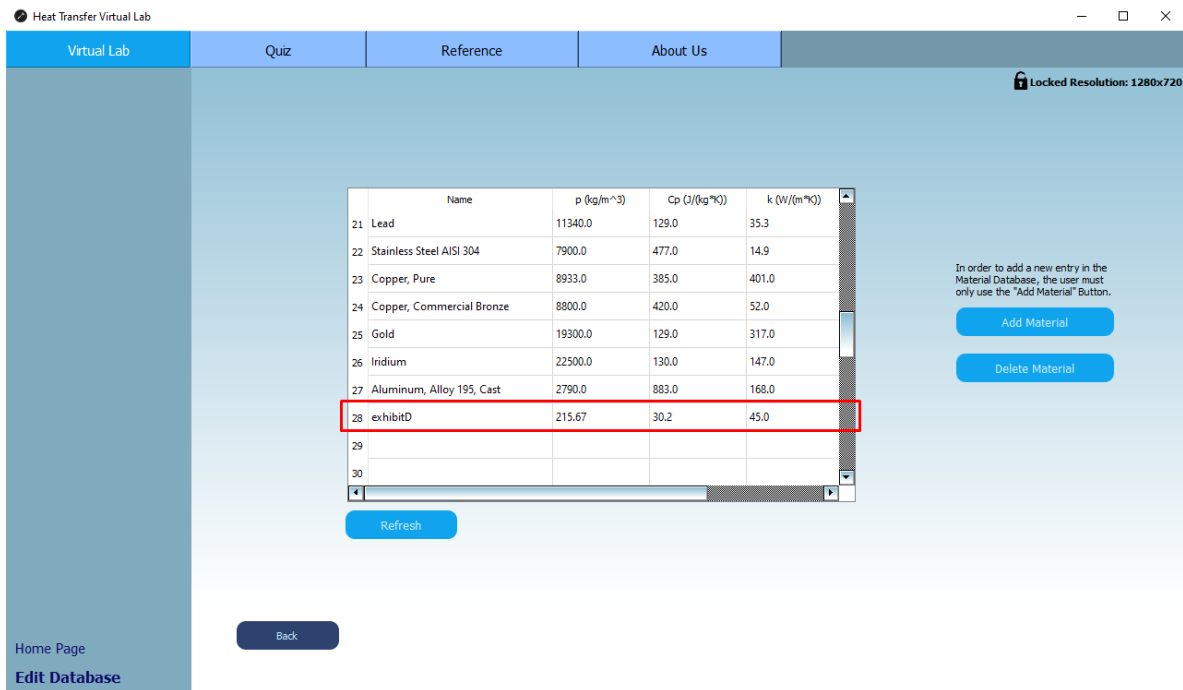 Heat Transfer Virtual Lab
Virtual Lab Quiz Reference About Us
Locked Resolution: 1280x720
Name p (kg/m^3) Cp (J/(kg*K)) k (W/(m*K))
21 Lead 11340.0 129.0 35.3
22 Stainless Steel AISI 304 7900.0 477.0 14.9
23 Copper, Pure 8933.0 385.0 401.0
24 Copper, Commercial Bronze 8800.0 420.0 52.0
25 Gold 19300.0 129.0 317.0
26 Iridium 22500.0 130.0 147.0
27 Aluminum, Alloy 195, Cast 2790.0 883.0 168.0
28 exhibitD 215.67 30.2 45.0
29
30
In order to add a new entry in the
Material Database, the user must
only use the "Add Material" Button.
Add Material
Delete Material
Refresh
Back
Home Page
Edit Database